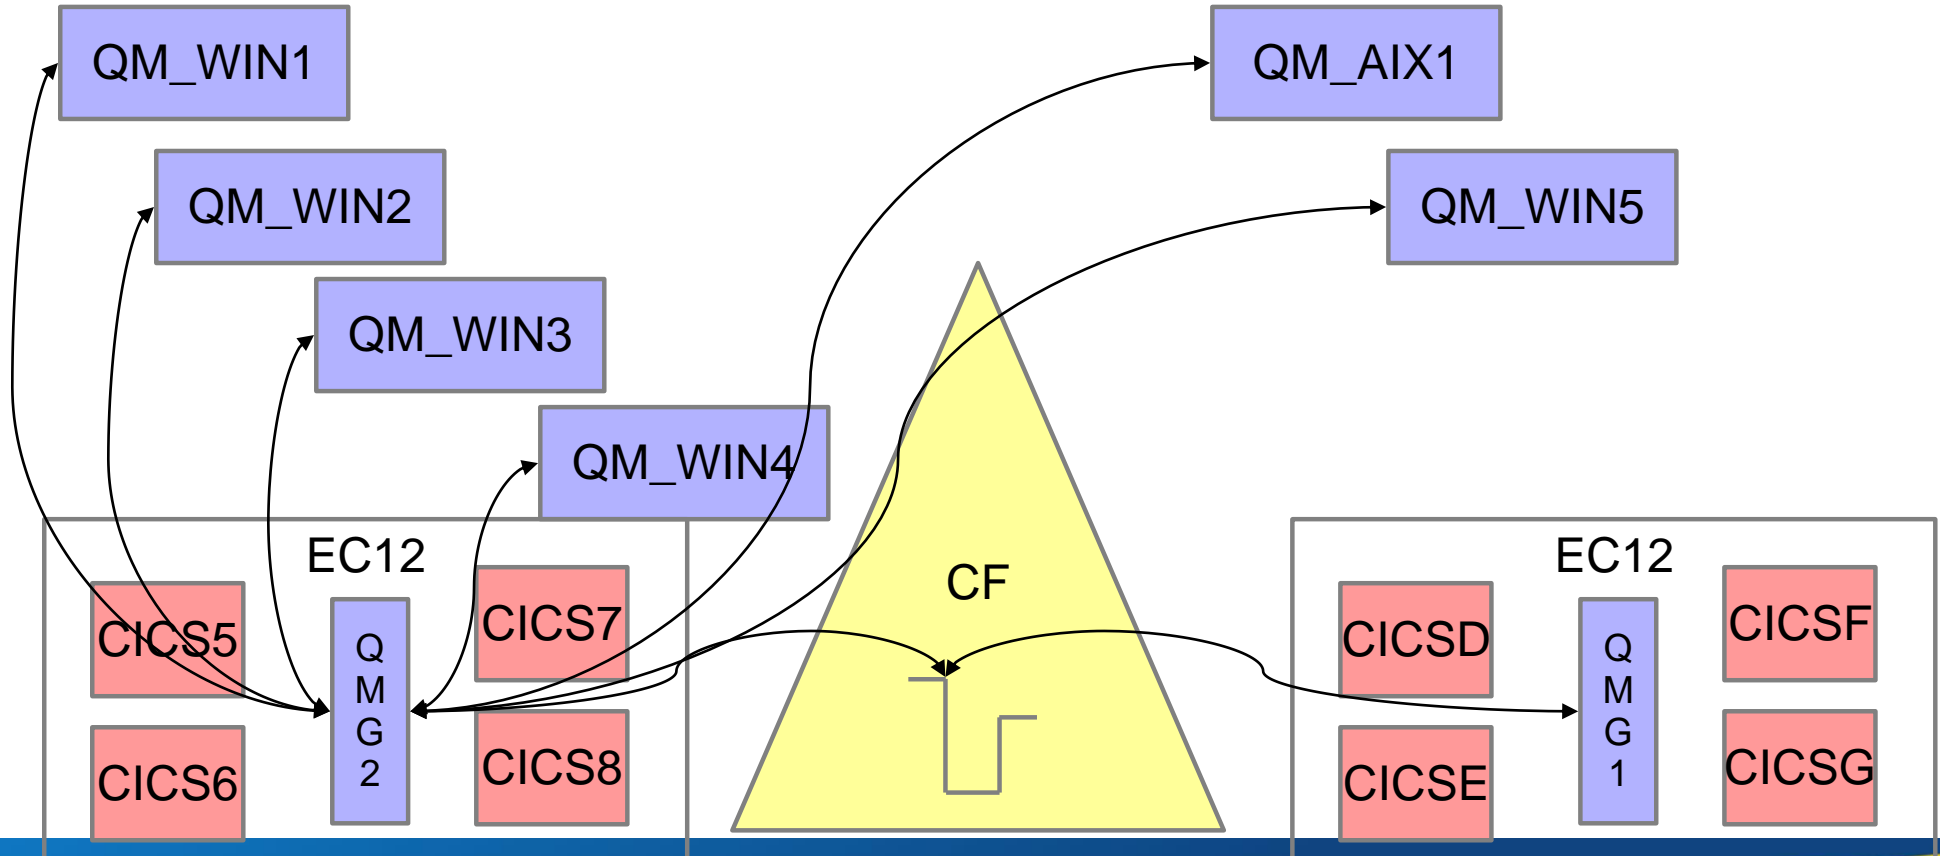 QM_WIN1
QM_AIX1
QM_WIN2
QM_WIN5
QM_WIN3
QM_WIN4
EC12
CICS5
CICS7
Q
M
G
2
CICS6
CICS8
CF
EC12
CICSD
CICSF
Q
M
G
1
CICSE
CICSG